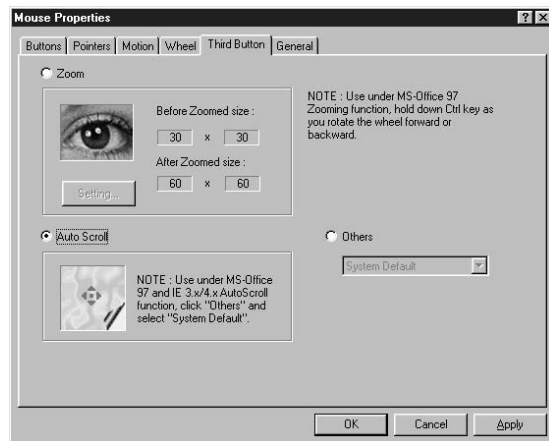 Mouse Properties
Buttons Pointers Motion Wheel Third Button General
Zoom
Before Zoomed size :
30 x 30
After Zoomed size :
60 x 60
Setting...
NOTE : Use under MS-Office 97
Zooming function, hold down Ctrl key as
you rotate the wheel forward or
backward.
Auto Scroll
NOTE : Use under MS-Office
97 and IE 3.x/4.x AutoScroll
function, click "Others" and
select "System Default".
Others
System Default
OK Cancel Apply